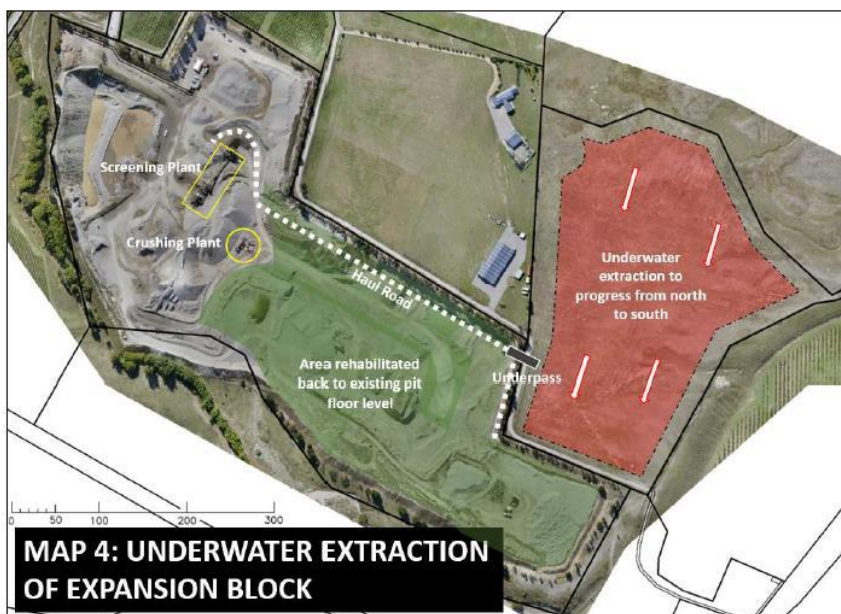 Screening Plant
Crushing Plant
Haul Road
Underwater
extraction to
progress from north
to south
Underpass
Area rehabilitated
back to existing pit
floor level
0 50 100 200 300
MAP 4: UNDERWATER EXTRACTION
OF EXPANSION BLOCK